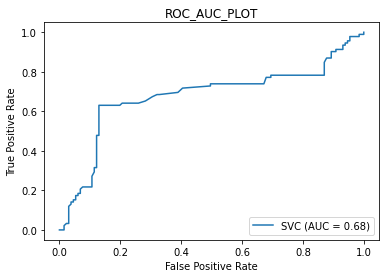 ROC_AUC_PLOT
1.0
0.8
0.6
0.4
0.2
0.0
True Positive Rate
SVC (AUC = 0.68)
0.0 0.2 0.4 0.6 0.8 1.0
False Positive Rate